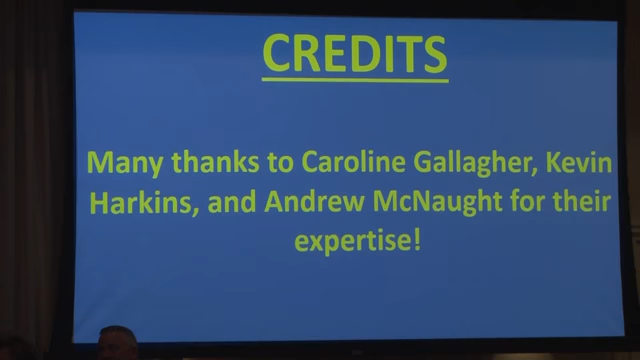 CREDITS
Many thanks to Caroline Gallagher, Kevin
Harkins, and Andrew McNaught for their
expertise!